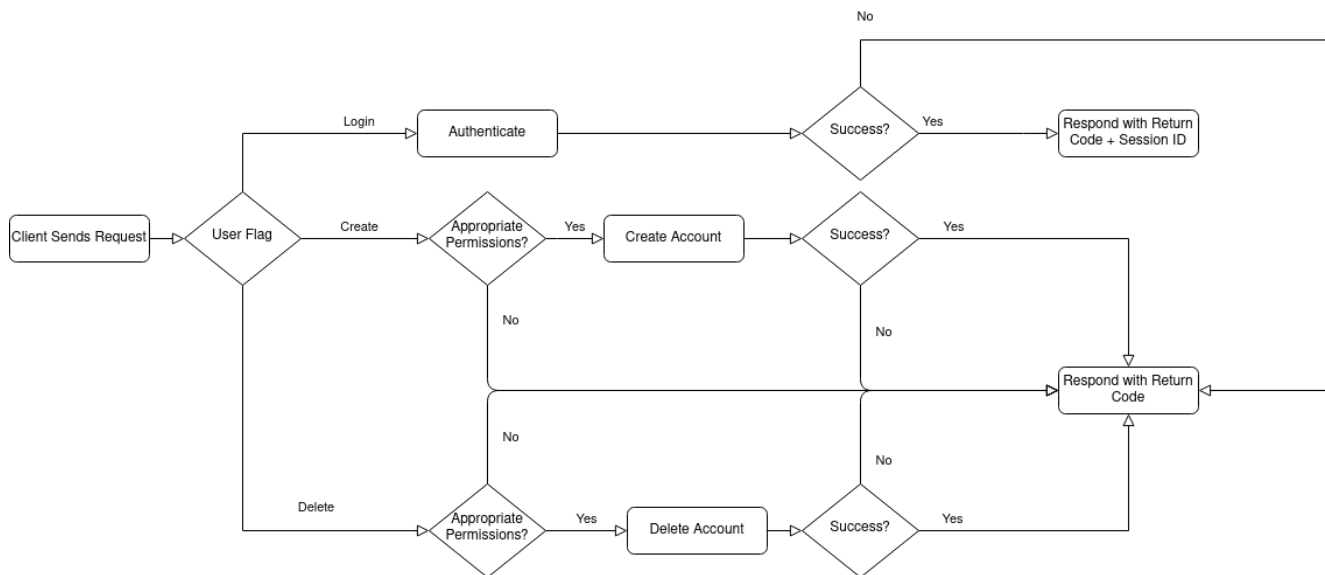 No
Login
Authenticate
Success?
Yes
Respond with Return
Code + Session ID
Client Sends Request
User Flag
Create
Appropriate
Permissions?
Yes
Create Account
Success?
Yes
No
No
Respond with Return
Code
No
No
Delete
Appropriate
Permissions?
Yes
Delete Account
Success?
Yes